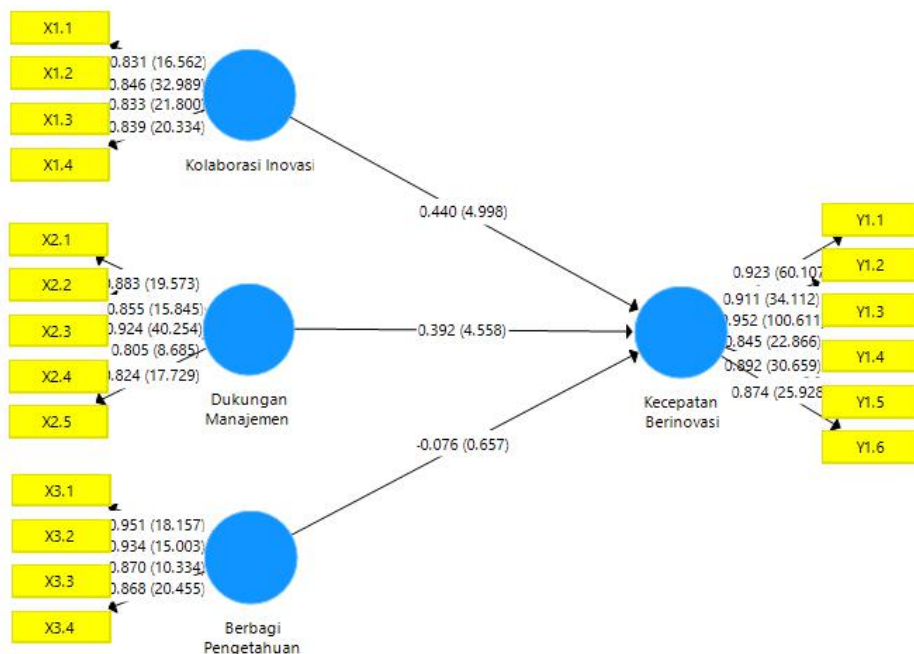 X1.1
X1.2
X1.3
X1.4
0.831 (16.562)
0.846 (32.989)
0.833 (21.800)
0.839 (20.334)
Kolaborasi Inovasi
0.440 (4.998)
X2.1
X2.2
X2.3
X2.4
X2.5
0.883 (19.573)
0.855 (15.845)
0.924 (40.254)
0.805 (8.685)
0.824 (17.729)
Dukungan
Manajemen
0.392 (4.558)
X3.1
X3.2
X3.3
X3.4
0.951 (18.157)
0.934 (15.003)
0.870 (10.334)
0.868 (20.455)
Berbagi
Pengetahuan
-0.076 (0.657)
Kecepatan
Berinovasi
0.923 (60.107
0.911 (34.112)
0.952 (100.611)
0.845 (22.866)
0.892 (30.659)
0.874 (25.928
Y1.1
Y1.2
Y1.3
Y1.4
Y1.5
Y1.6